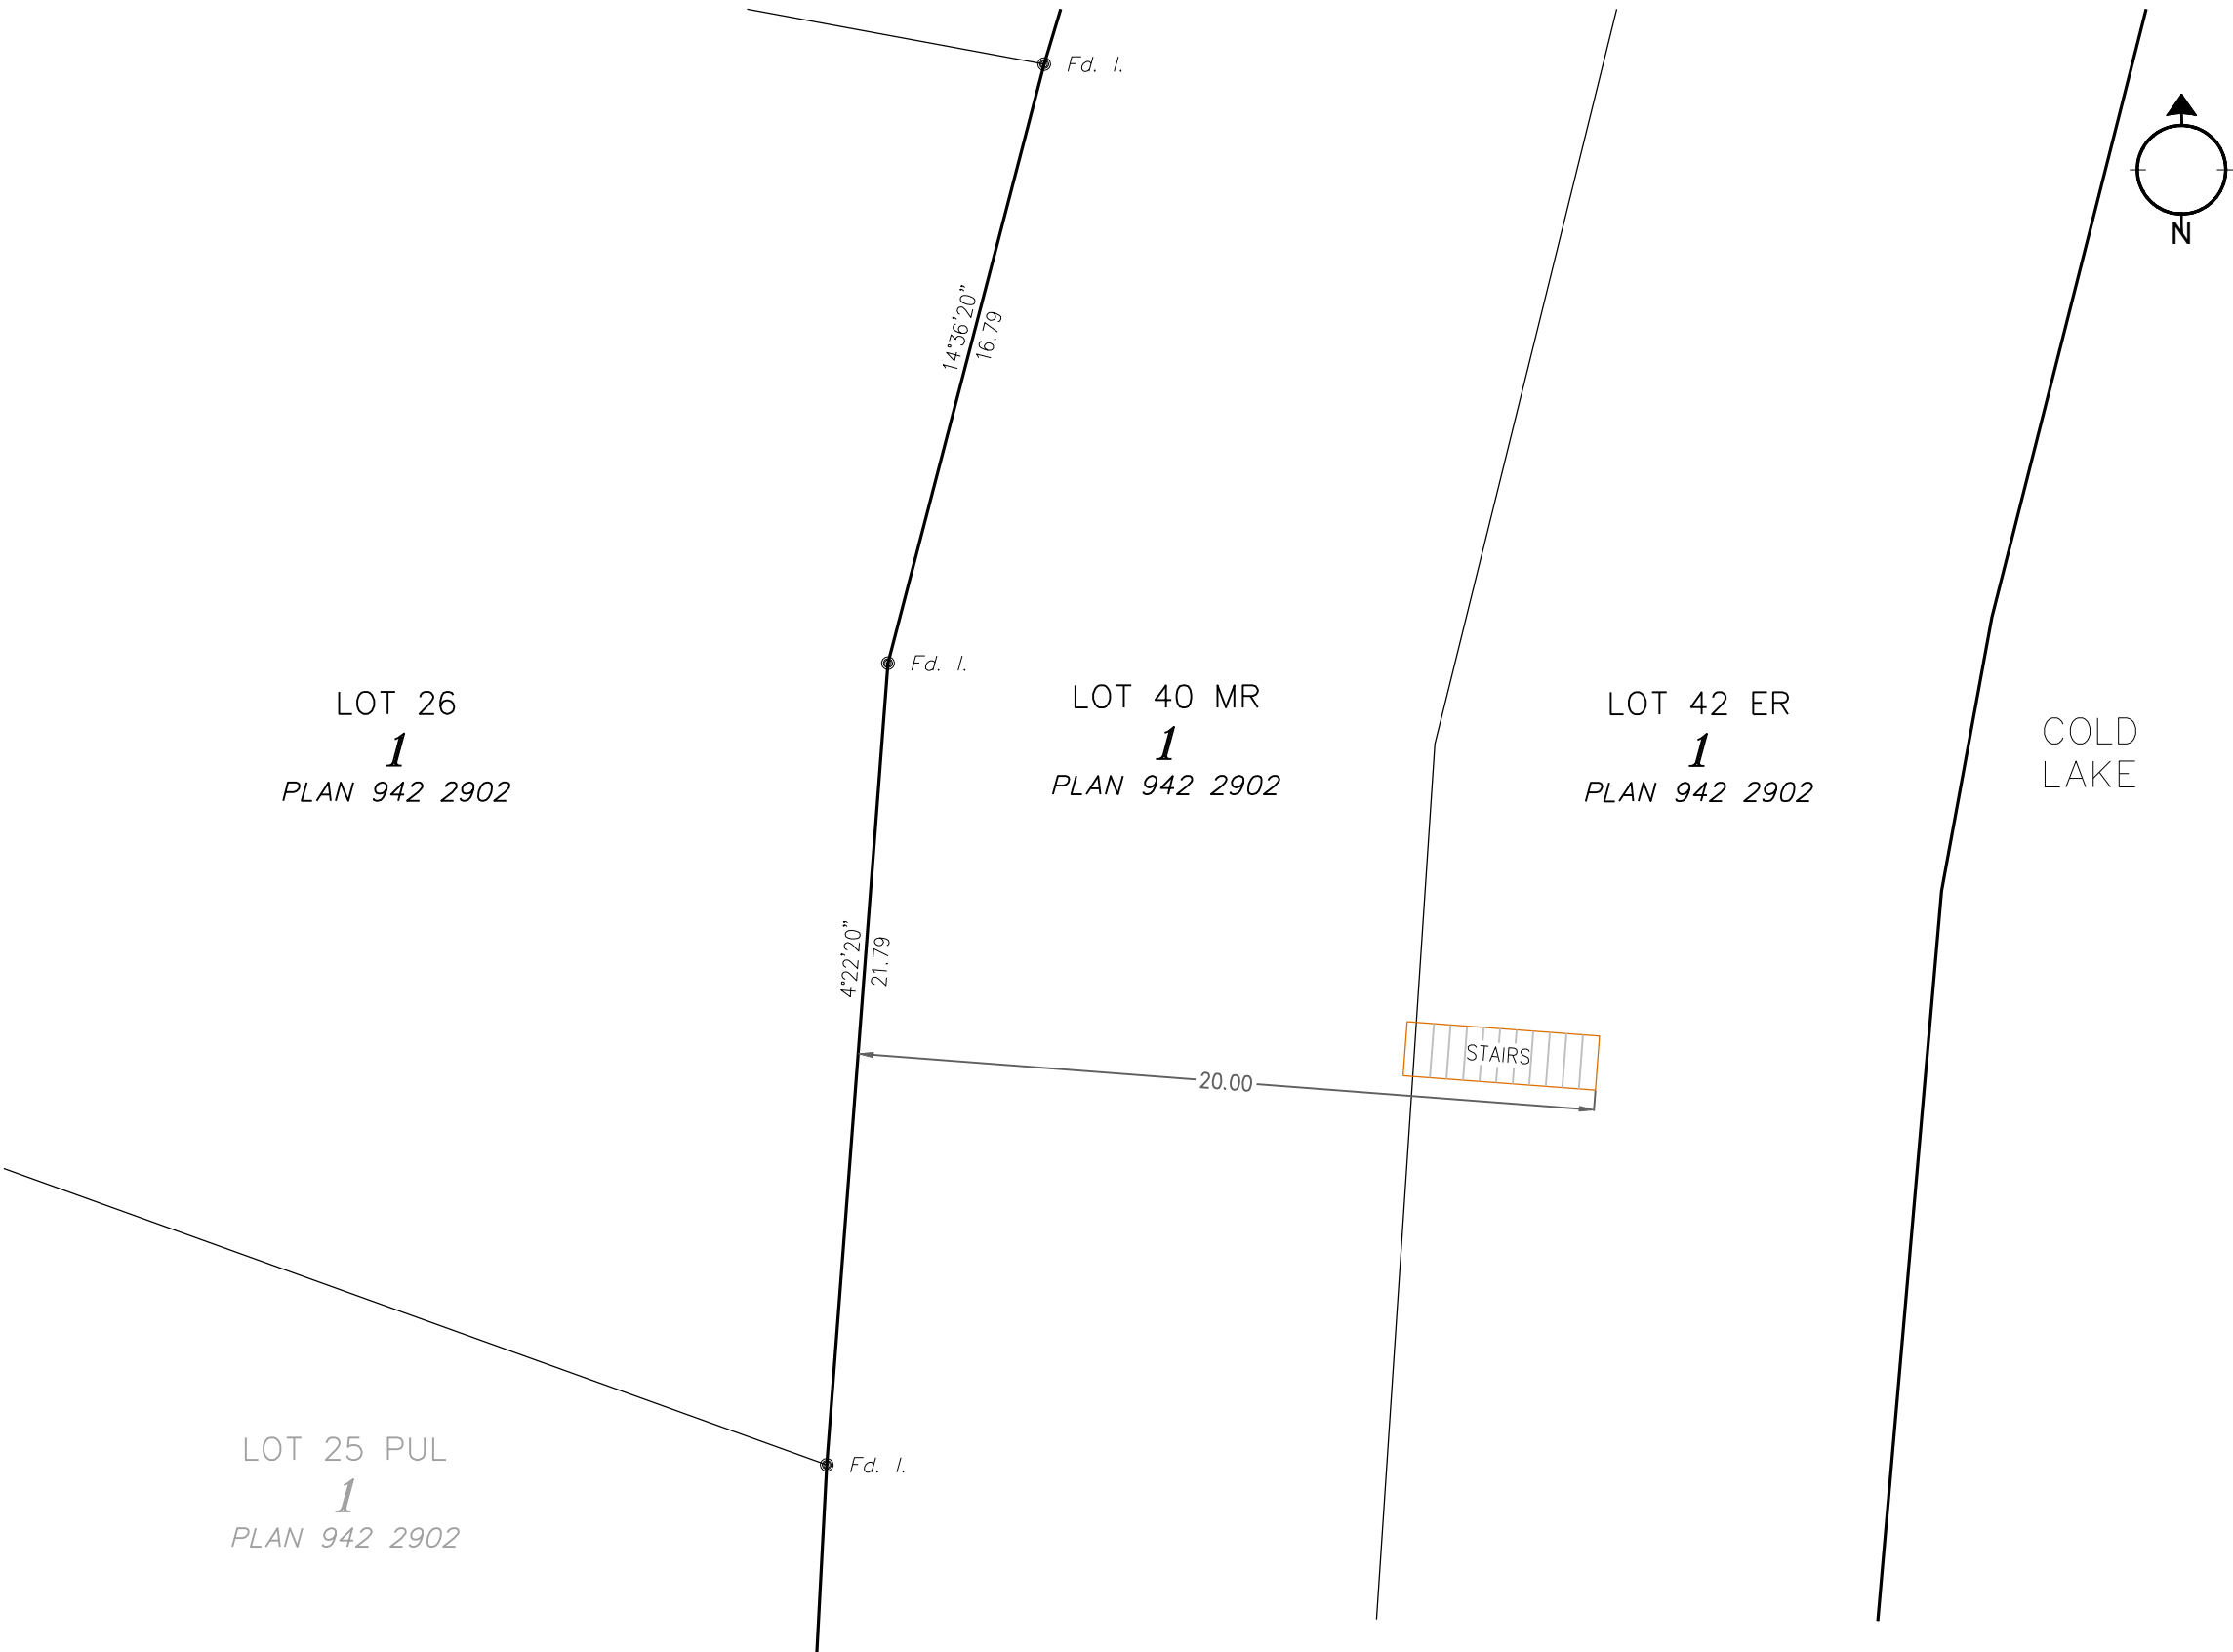 Fd. I.
N
14°36'20"
16.79
Fd. I.
LOT 26
1
PLAN 942 2902
LOT 40 MR
1
PLAN 942 2902
LOT 42 ER
1
PLAN 942 2902
COLD
LAKE
4°22'20"
21.79
STAIRS
20.00
LOT 25 PUL
1
PLAN 942 2902
Fd. I.